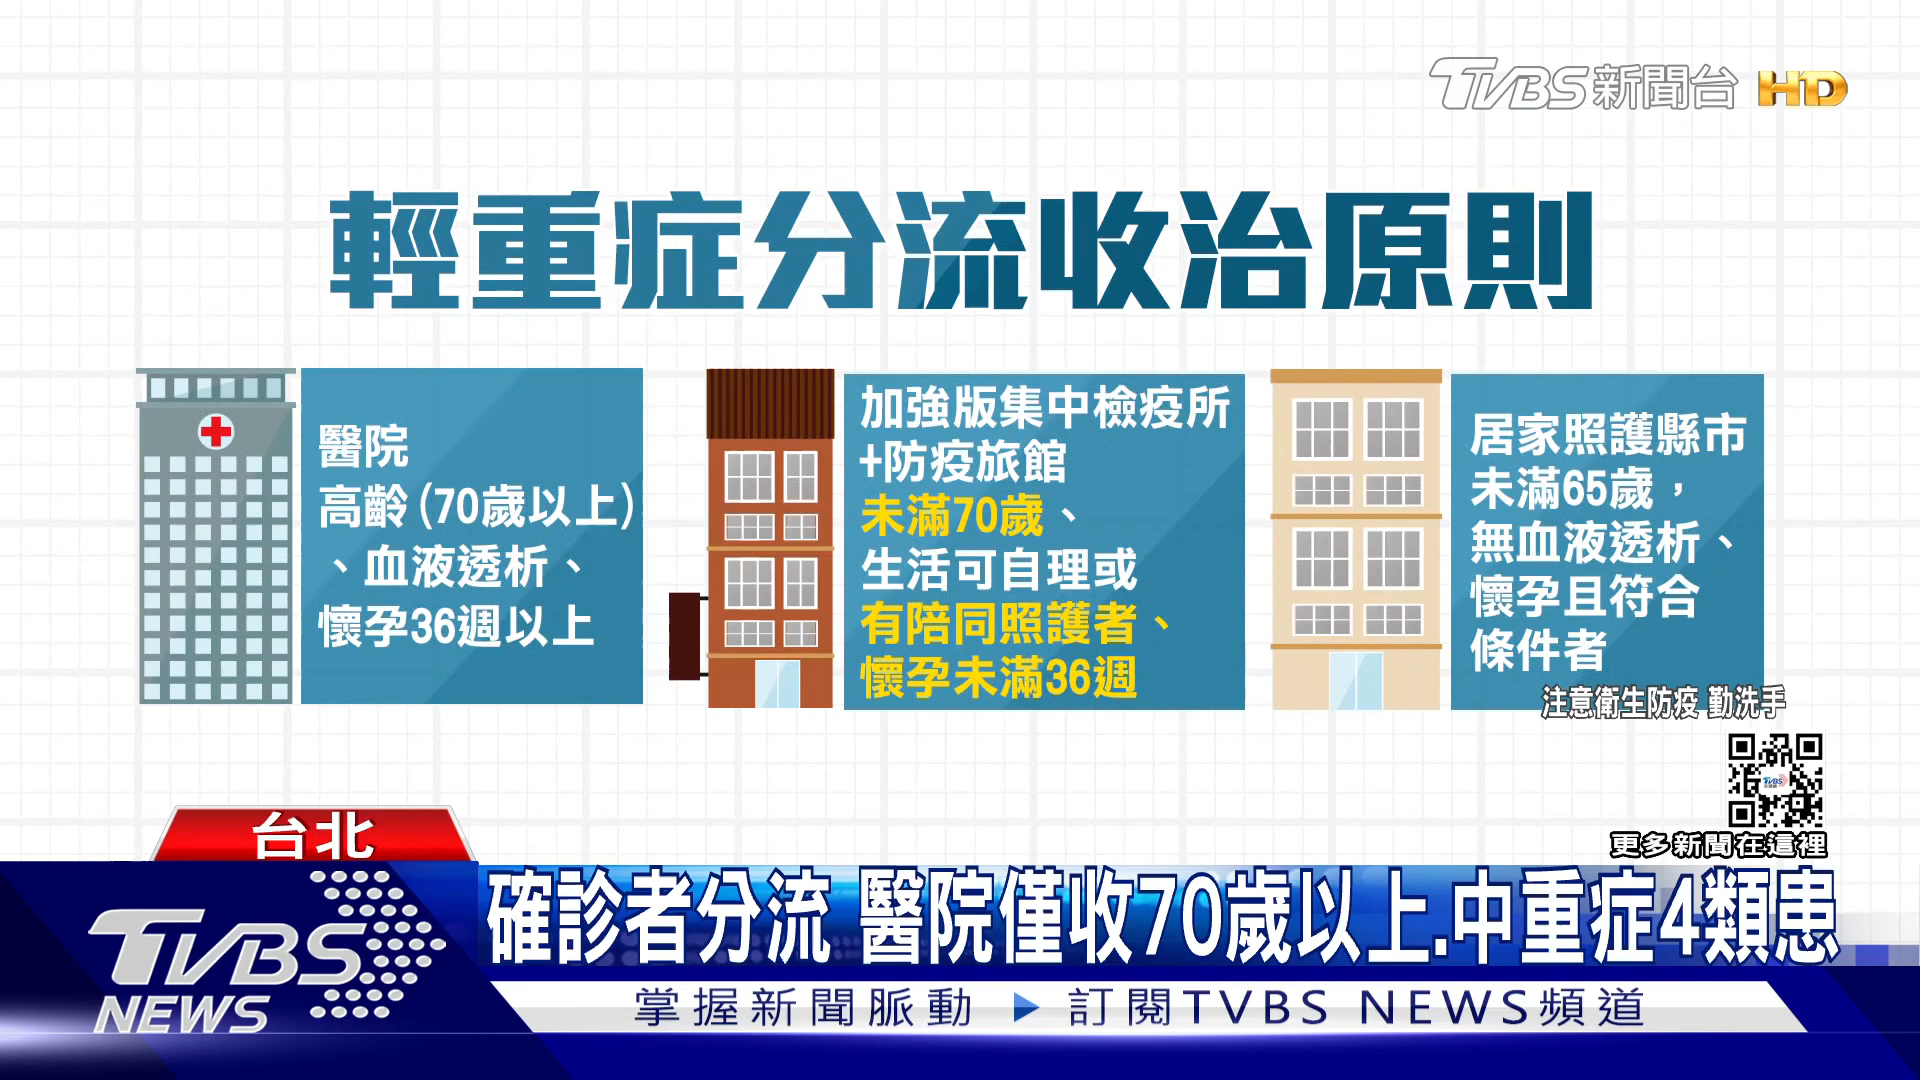 TVBS新聞台 HD
輕重症分流收治原則
醫院
高齡(70歲以上)
、血液透析、
懷孕36週以上
加強版集中檢疫所
+防疫旅館
未滿70歲、
生活可自理或
有陪同照護者、
懷孕未滿36週
居家照護縣市
未滿65歲，
無血液透析、
懷孕且符合
條件者
注意衛生防疫 勤洗手
TVBS
更多新聞在這裡
台北
確診者分流 醫院僅收70歲以上.中重症4類患
TVBS
NEWS
掌握新聞脈動 ▶ 訂閱TVBS NEWS頻道